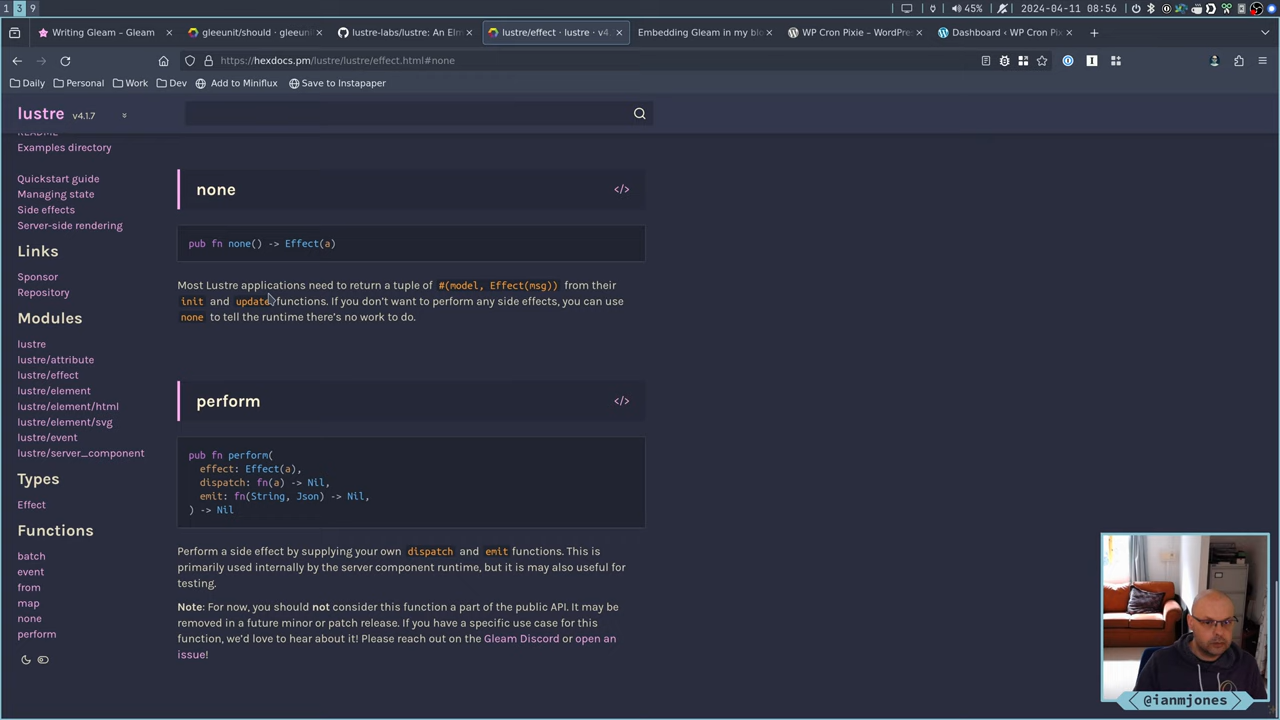 1 3 9
45% 2024-04-11 08:56
Writing Gleam – Gleam
gleeunit/should · gleeuni
lustre-labs/lustre: An Elm
lustre/effect · lustre · v4.
Embedding Gleam in my blo
WP Cron Pixie – WordPres
Dashboard ‹ WP Cron Pix
https://hexdocs.pm/lustre/lustre/effect.html#none
Daily Personal Work Dev Add to Miniflux Save to Instapaper
lustre v4.1.7
README
Examples directory
Quickstart guide
Managing state
Side effects
Server-side rendering
Links
Sponsor
Repository
Modules
lustre
lustre/attribute
lustre/effect
lustre/element
lustre/element/html
lustre/element/svg
lustre/event
lustre/server_component
Types
Effect
Functions
batch
event
from
map
none
perform
none </>
pub fn none() -> Effect(a)
Most Lustre applications need to return a tuple of #(model, Effect(msg)) from their
init and update functions. If you don't want to perform any side effects, you can use
none to tell the runtime there's no work to do.
perform </>
pub fn perform(
effect: Effect(a),
dispatch: fn(a) -> Nil,
emit: fn(String, Json) -> Nil,
) -> Nil
Perform a side effect by supplying your own dispatch and emit functions. This is
primarily used internally by the server component runtime, but it is may also useful for
testing.
Note: For now, you should not consider this function a part of the public API. It may be
removed in a future minor or patch release. If you have a specific use case for this
function, we'd love to hear about it! Please reach out on the Gleam Discord or open an
issue!
@ianmjones